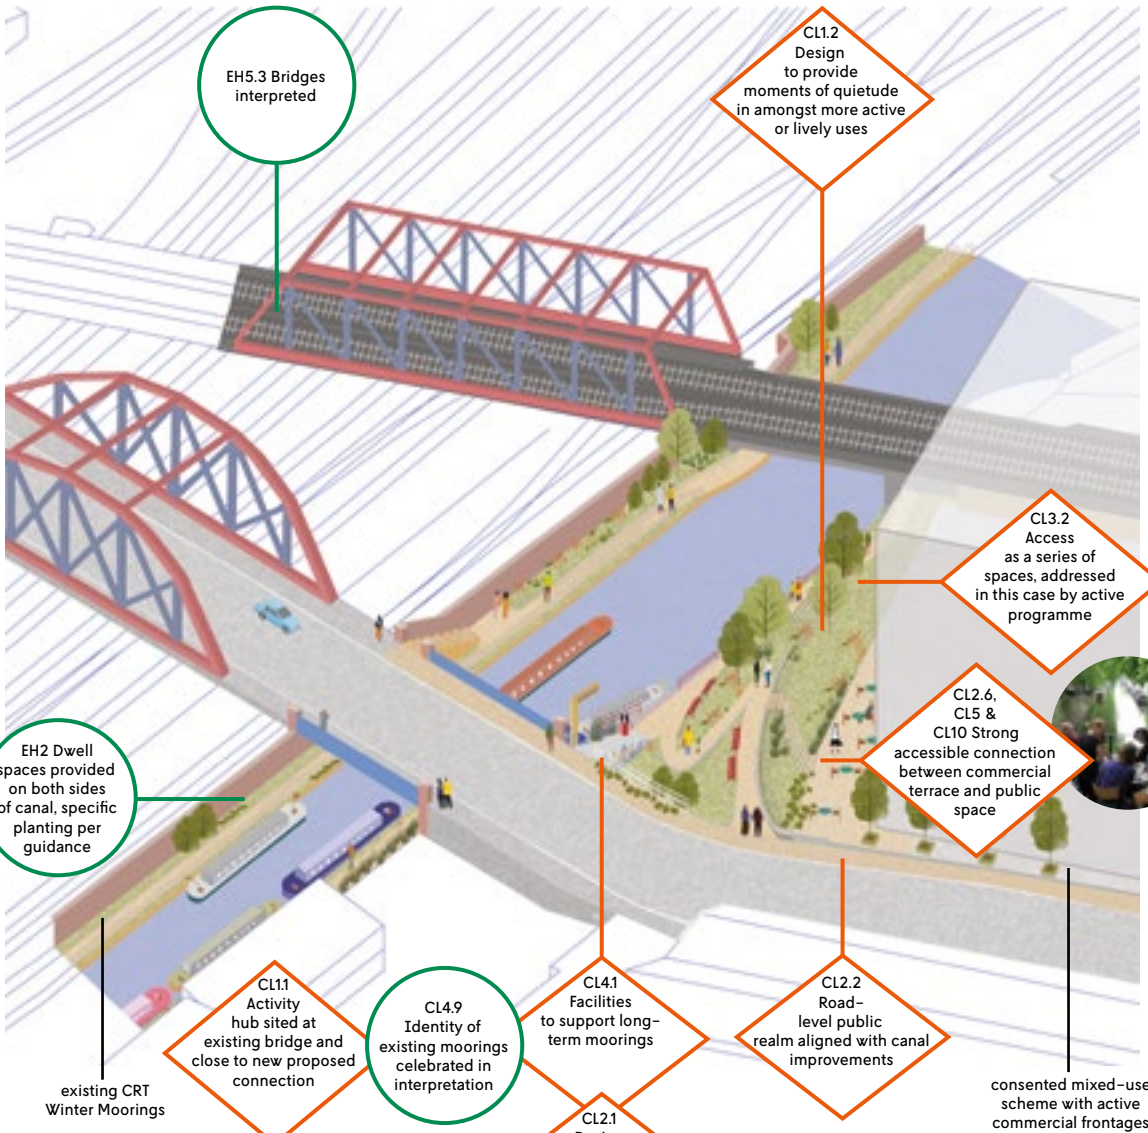 EH5.3 Bridges
interpreted
CL1.2
Design
to provide
moments of quietude
in amongst more active
or lively uses
CL3.2
Access
as a series of
spaces, addressed
in this case by active
programme
CL2.6,
CL5 &
CL10 Strong
accessible connection
between commercial
terrace and public
space
EH2 Dwell
spaces provided
on both sides
of canal, specific
planting per
guidance
existing CRT
Winter Moorings
CL1.1
Activity
hub sited at
existing bridge and
close to new proposed
connection
CL4.9
Identity of
existing moorings
celebrated in
interpretation
CL4.1
Facilities
to support long-
term moorings
CL2.1
CL2.2
Road-
level public
realm aligned with canal
improvements
consented mixed-use
scheme with active
commercial frontages